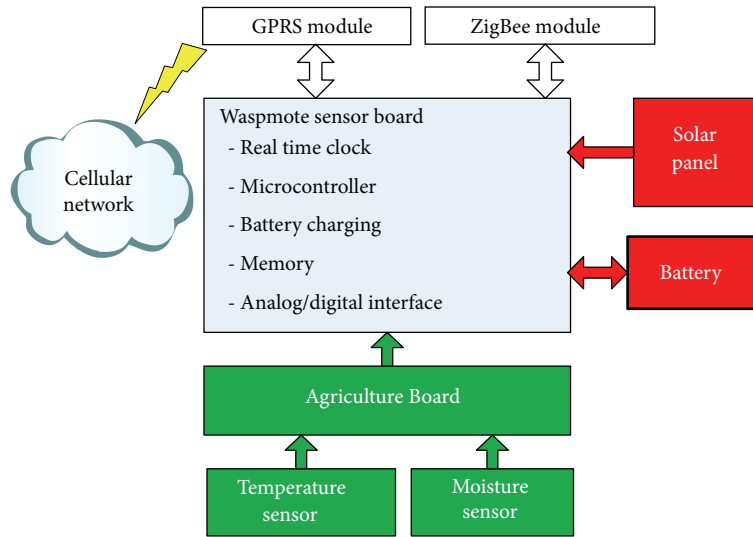 GPRS module
ZigBee module
Waspmote sensor board
- Real time clock
- Microcontroller
- Battery charging
- Memory
- Analog/digital interface
Solar
panel
Cellular
network
Battery
Agriculture Board
Temperature
sensor
Moisture
sensor